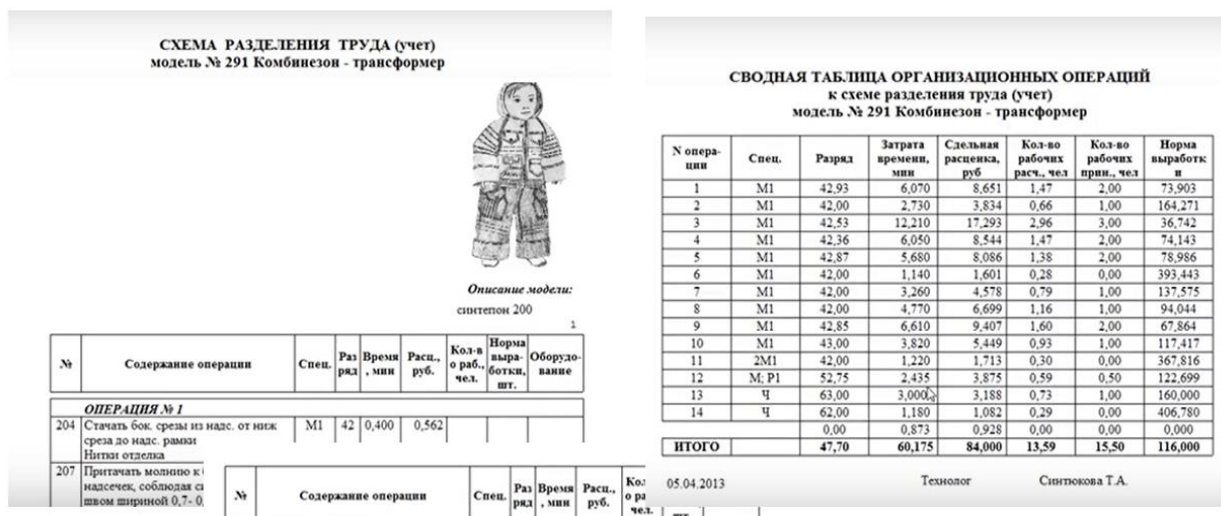 СХЕМА РАЗДЕЛЕНИЯ ТРУДА (учет)
модель № 291 Комбинезон - трансформер
Описание модели:
синтепон 200
1
№ Содержание операции Спец. Раз ряд Время , мин Расц., руб. Кол-в о раб., чел. Норма выра- ботки, шт. Оборудо- вание
ОПЕРАЦИЯ № 1
204 Стачать бок. срезы из надс. от ниж М1 42 0,400 0,562
среза до надс. рамки
Нитки отделка
207 Притачать молнию к
надсечек, соблюдая
швом шириной 0,7-
№ Содержание операции Спец. Раз ряд Время , мин Расц., руб.
чел.
шт.
СВОДНАЯ ТАБЛИЦА ОРГАНИЗАЦИОННЫХ ОПЕРАЦИЙ
к схеме разделения труда (учет)
модель № 291 Комбинезон - трансформер
N опера- ции Спец. Разряд Затрата времени, мин Сдельная расценка, руб Кол-во рабочих расч., чел Кол-во рабочих прин., чел Норма выработк и
1 М1 42,93 6,070 8,651 1,47 2,00 73,903
2 М1 42,00 2,730 3,834 0,66 1,00 164,271
3 М1 42,53 12,210 17,293 2,96 3,00 36,742
4 М1 42,36 6,050 8,544 1,47 2,00 74,143
5 М1 42,87 5,680 8,086 1,38 2,00 78,986
6 М1 42,00 1,140 1,601 0,28 0,00 393,443
7 М1 42,00 3,260 4,578 0,79 1,00 137,575
8 М1 42,00 4,770 6,699 1,16 1,00 94,044
9 М1 42,85 6,610 9,407 1,60 2,00 67,864
10 М1 43,00 3,820 5,449 0,93 1,00 117,417
11 2М1 42,00 1,220 1,713 0,30 0,00 367,816
12 М; Р1 52,75 2,435 3,875 0,59 0,50 122,699
13 Ч 63,00 3,000 3,188 0,73 1,00 160,000
14 Ч 62,00 1,180 1,082 0,29 0,00 406,780
0,00 0,873 0,928 0,00 0,00 0,000
ИТОГО 47,70 60,175 84,000 13,59 15,50 116,000
05.04.2013 Технолог Синтюкова Т.А.